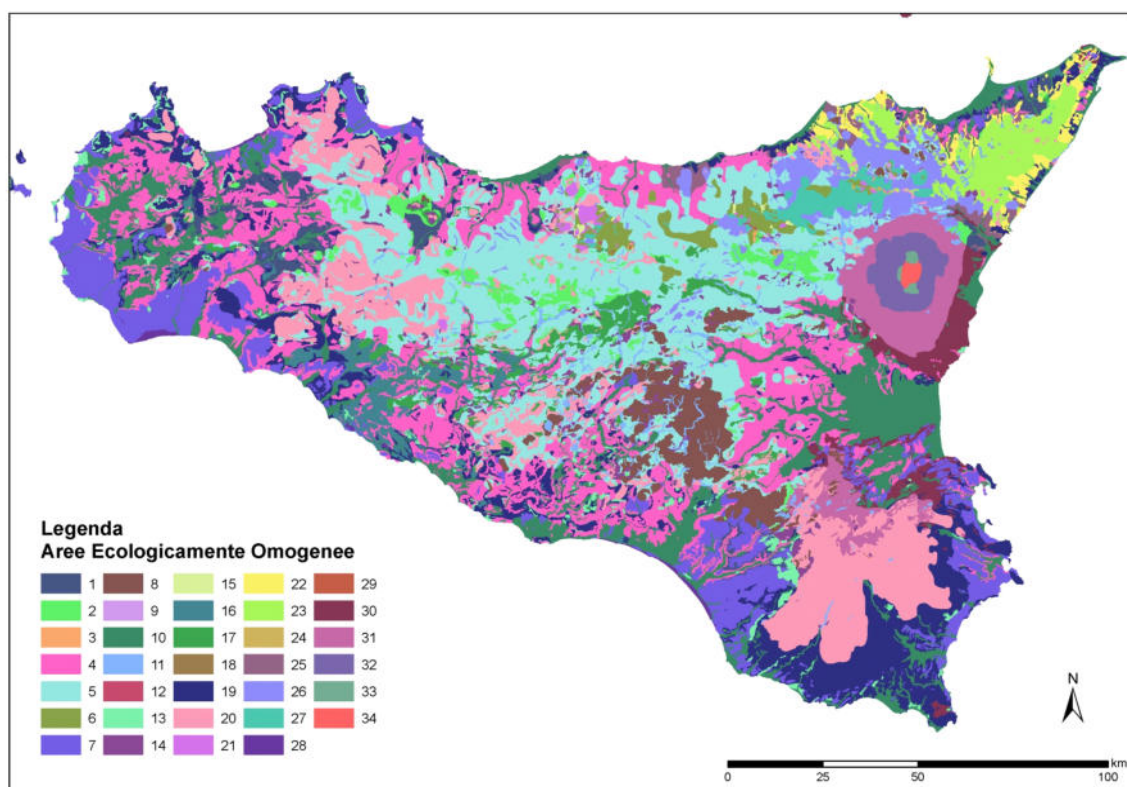 Legenda
Aree Ecologicamente Omogenee
1 8 15 22 29
2 9 16 23 30
3 10 17 24 31
4 11 18 25 32
5 12 19 26 33
6 13 20 27 34
7 14 21 28
N
km
0 25 50 100